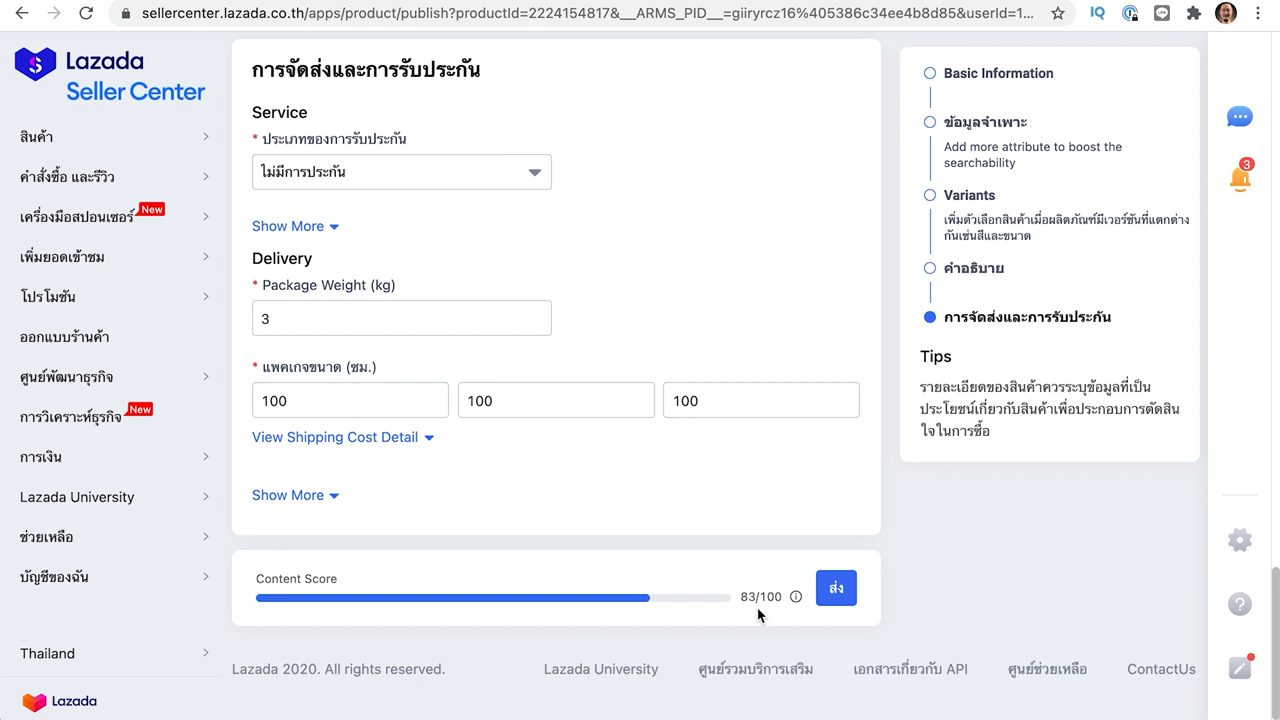 sellercenter.lazada.co.th/apps/product/publish?productId=2224154817&__ARMS_PID__=giiryrcz16%405386c34ee4b8d85&userId=1...
IQ
Lazada
Seller Center
สินค้า
คำสั่งซื้อ และรีวิว
เครื่องมือสปอนเซอร์ New
เพิ่มยอดเข้าชม
โปรโมชัน
ออกแบบร้านค้า
ศูนย์พัฒนาธุรกิจ
การวิเคราะห์ธุรกิจ New
การเงิน
Lazada University
ช่วยเหลือ
บัญชีของฉัน
Thailand
Lazada
การจัดส่งและการรับประกัน
Service
* ประเภทของการรับประกัน
ไม่มีการประกัน
Show More
Delivery
* Package Weight (kg)
3
* แพคเกจขนาด (ซม.)
100 100 100
View Shipping Cost Detail
Show More
Content Score
83/100
ส่ง
Basic Information
ข้อมูลจำเพาะ
Add more attribute to boost the
searchability
Variants
เพิ่มตัวเลือกสินค้าเมื่อผลิตภัณฑ์มีเวอร์ชันที่แตกต่าง
กันเช่นสีและขนาด
คำอธิบาย
การจัดส่งและการรับประกัน
Tips
รายละเอียดของสินค้าควรระบุข้อมูลที่เป็น
ประโยชน์เกี่ยวกับสินค้าเพื่อประกอบการตัดสิน
ใจในการซื้อ
3
Lazada 2020. All rights reserved.
Lazada University
ศูนย์รวมบริการเสริม
เอกสารเกี่ยวกับ API
ศูนย์ช่วยเหลือ
ContactUs